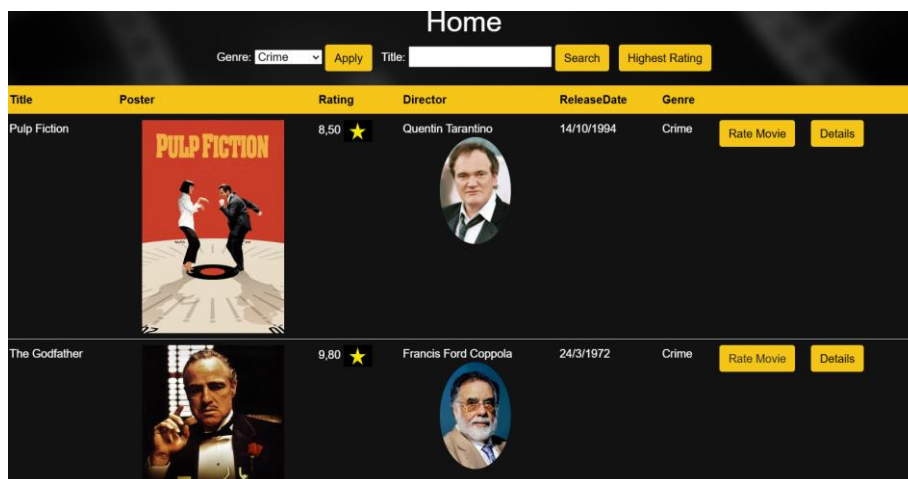 Home
Genre: Crime Apply Title: Search Highest Rating
Title Poster Rating Director ReleaseDate Genre
Pulp Fiction 8,50 Quentin Tarantino 14/10/1994 Crime Rate Movie Details
PULP FICTION
The Godfather 9,80 Francis Ford Coppola 24/3/1972 Crime Rate Movie Details